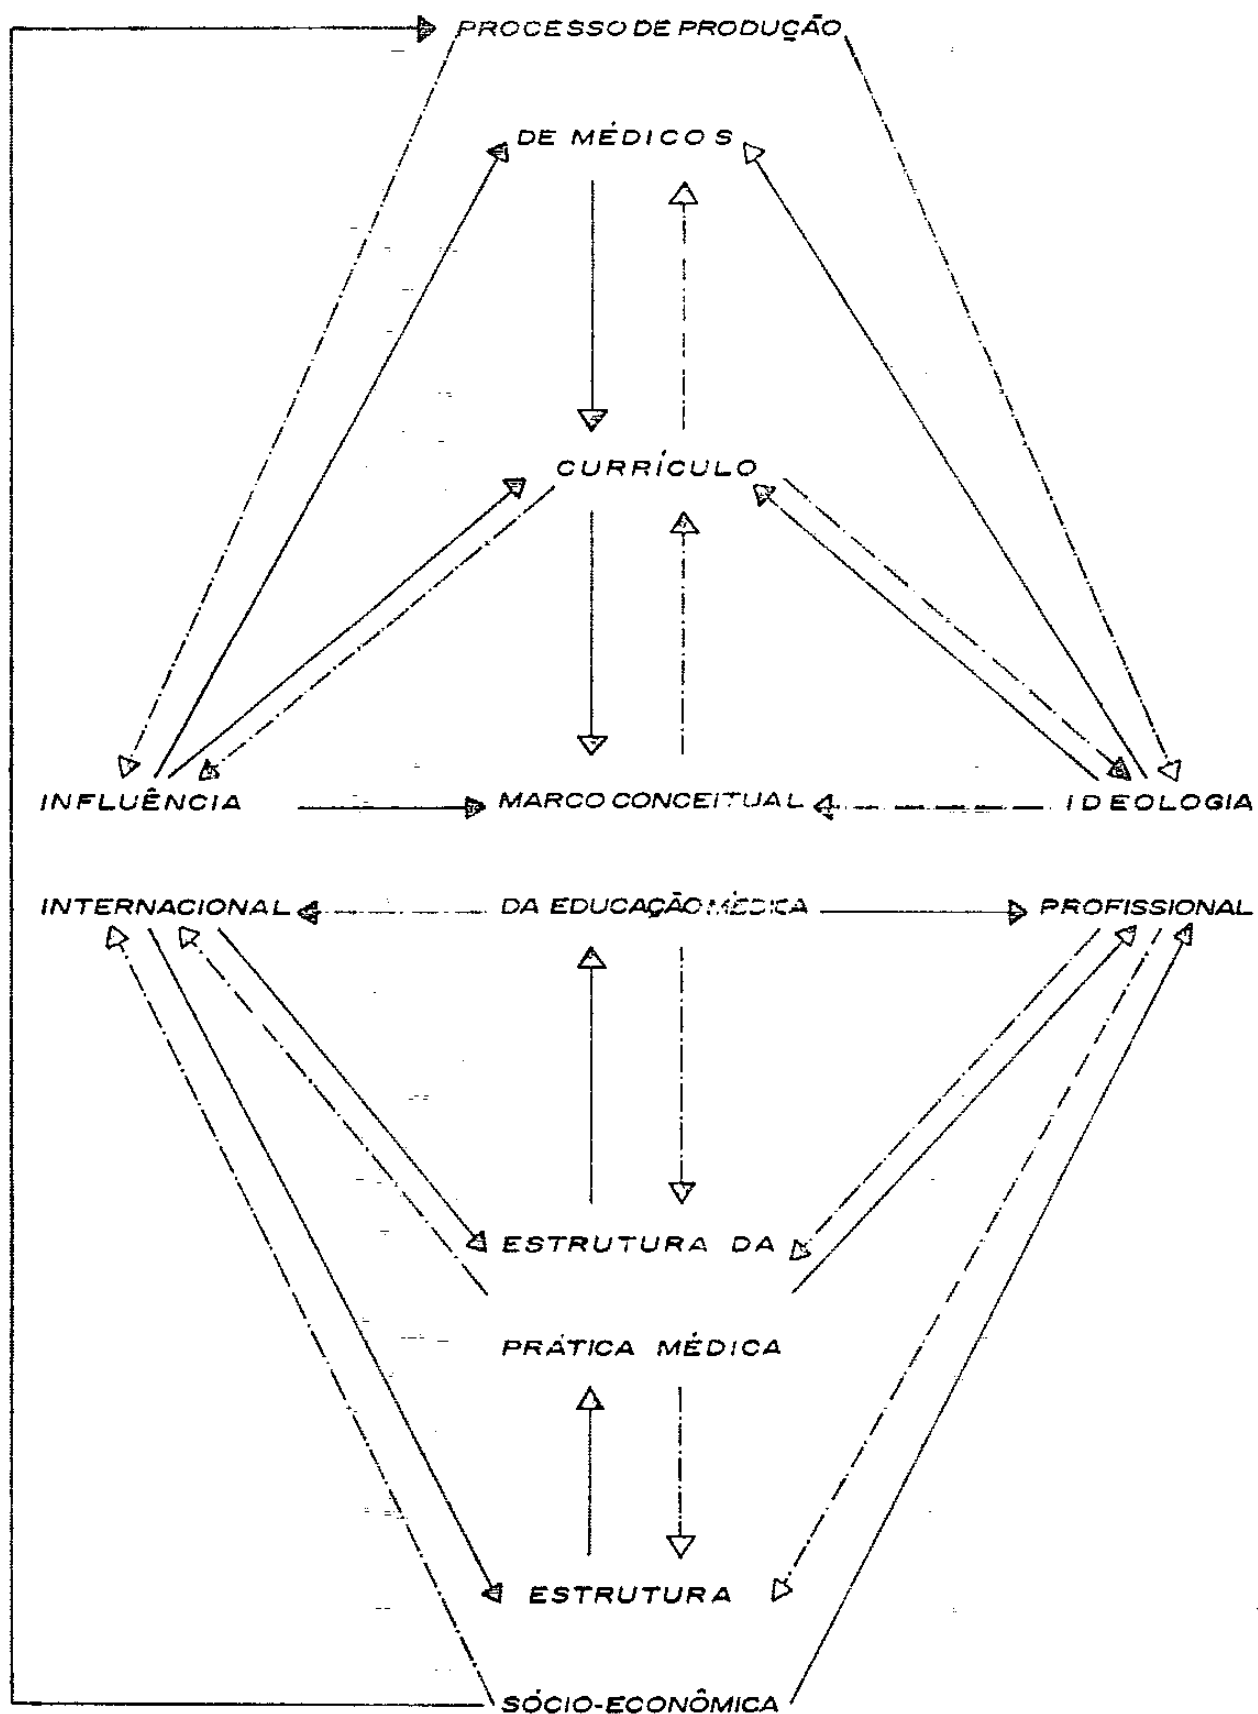 PROCESSO DE PRODUÇÃO
DE MÉDICOS
CURRÍCULO
INFLUÊNCIA MARCO CONCEITUAL IDEOLOGIA
INTERNACIONAL DA EDUCAÇÃO MÉDICA PROFISSIONAL
ESTRUTURA DA
PRÁTICA MÉDICA
ESTRUTURA
SÓCIO-ECONÔMICA